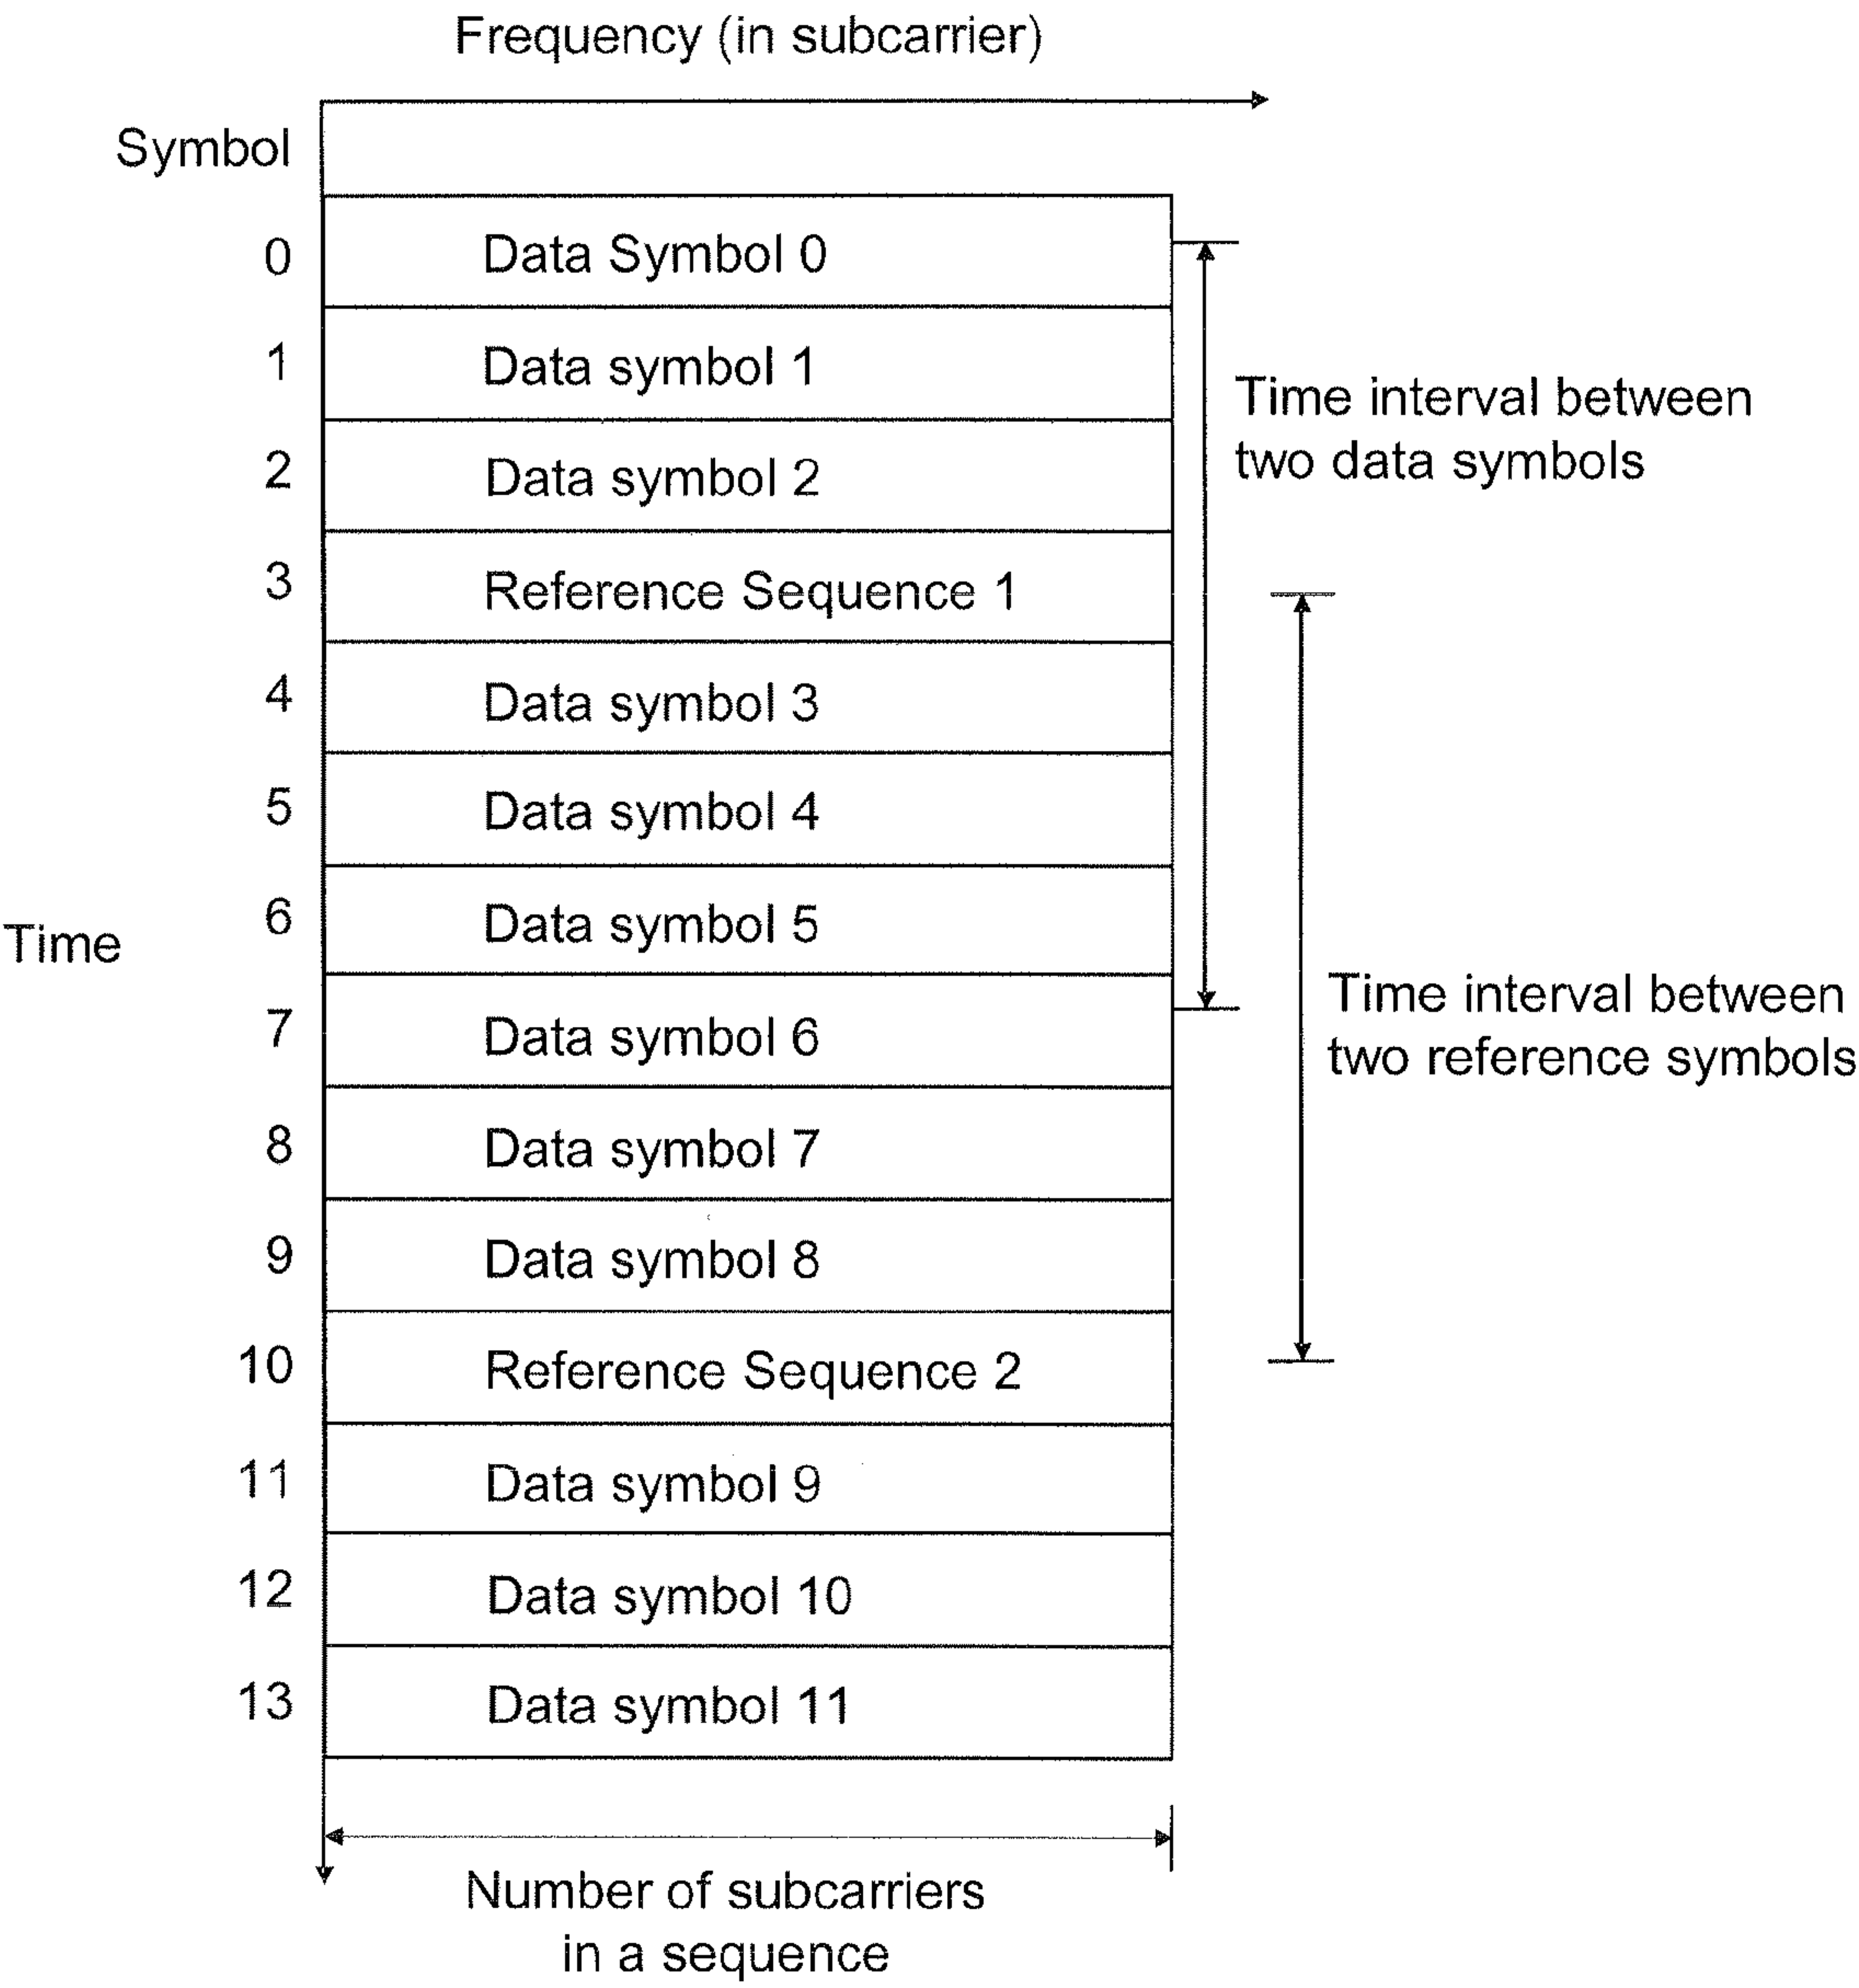 Frequency (in subcarrier)
Symbol
0 Data Symbol 0
1 Data symbol 1
Time interval between
two data symbols
2 Data symbol 2
3 Reference Sequence 1
4 Data symbol 3
5 Data symbol 4
6 Data symbol 5
Time
7 Data symbol 6
Time interval between
two reference symbols
8 Data symbol 7
9 Data symbol 8
10 Reference Sequence 2
11 Data symbol 9
12 Data symbol 10
13 Data symbol 11
Number of subcarriers
in a sequence